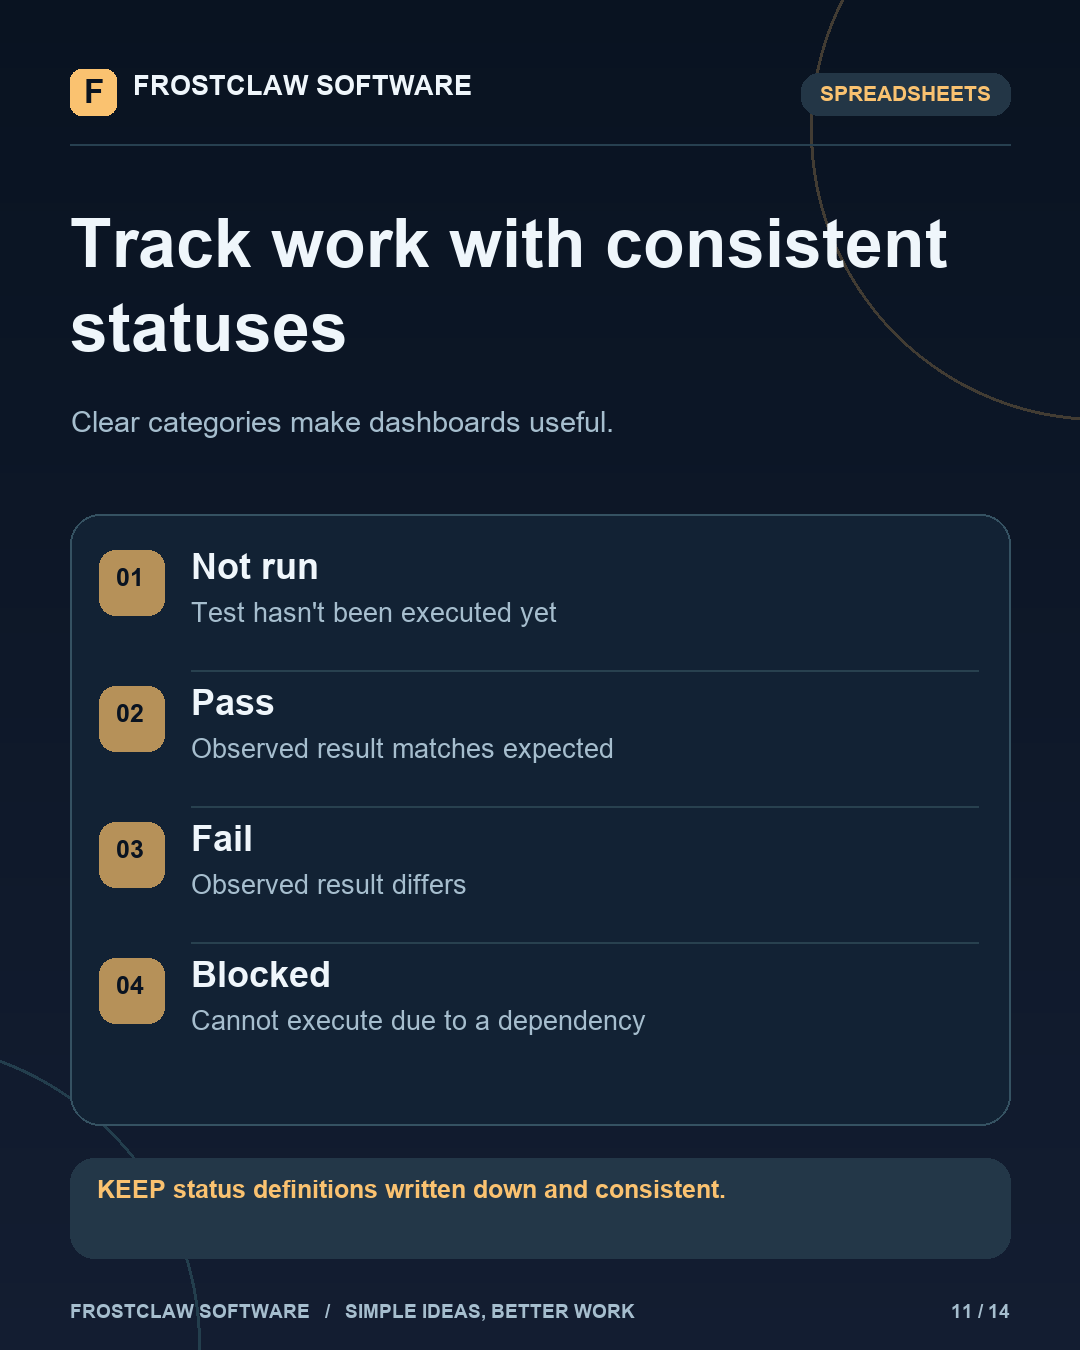 F FROSTCLAW SOFTWARE
SPREADSHEETS
Track work with consistent
statuses
Clear categories make dashboards useful.
01 Not run
Test hasn't been executed yet
02 Pass
Observed result matches expected
03 Fail
Observed result differs
04 Blocked
Cannot execute due to a dependency
KEEP status definitions written down and consistent.
FROSTCLAW SOFTWARE / SIMPLE IDEAS, BETTER WORK
11 / 14